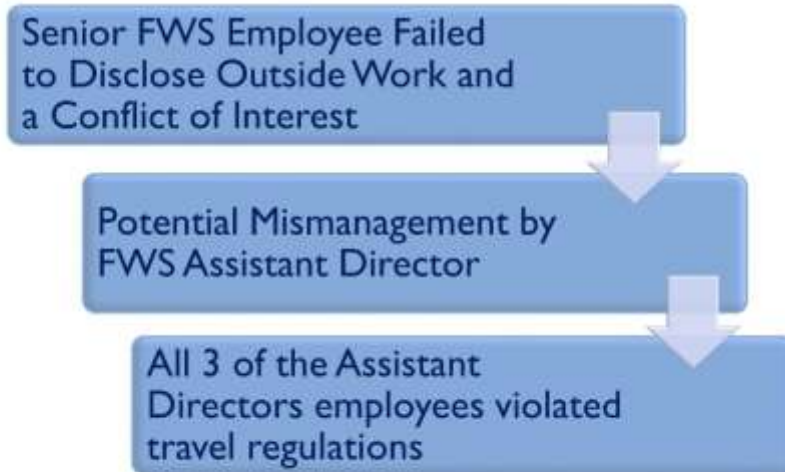 Senior FWS Employee Failed
to Disclose Outside Work and
a Conflict of Interest
Potential Mismanagement by
FWS Assistant Director
All 3 of the Assistant
Directors employees violated
travel regulations